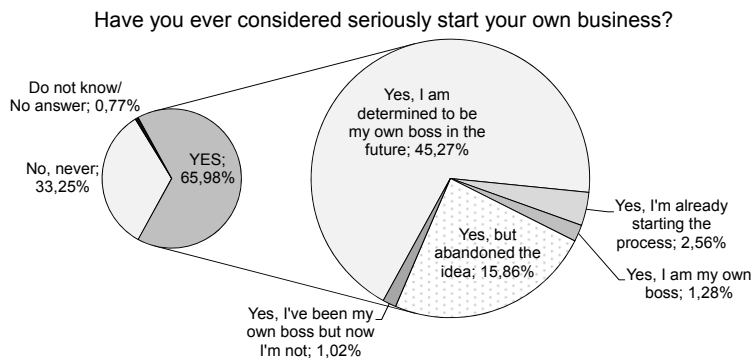 Have you ever considered seriously start your own business?
Do not know/
No answer; 0,77%
No, never;
33,25%
YES;
65,98%
Yes, I am
determined to be
my own boss in the
future; 45,27%
Yes, I'm already
starting the
process; 2,56%
Yes, I am my own
boss; 1,28%
Yes, but
abandoned the
idea; 15,86%
Yes, I've been my
own boss but now
I'm not; 1,02%